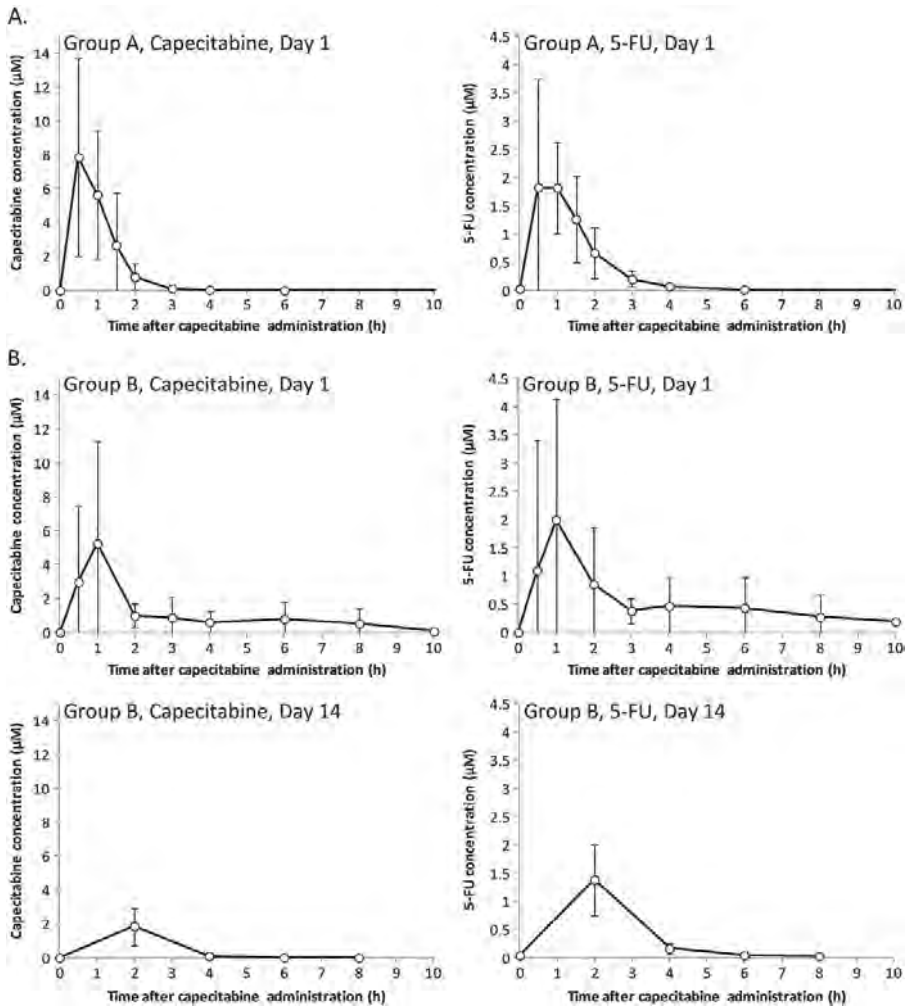 A.
Group A, Capecitabine, Day 1
Capecitabine concentration (µM)
14
12
10
8
6
4
2
0
0 1 2 3 4 5 6 7 8 9 10
Time after capecitabine administration (h)
Group A, 5-FU, Day 1
5-FU concentration (µM)
4.5
4
3.5
3
2.5
2
1.5
1
0.5
0
0 1 2 3 4 5 6 7 8 9 10
Time after capecitabine administration (h)
B.
Group B, Capecitabine, Day 1
Capecitabine concentration (µM)
14
12
10
8
6
4
2
0
0 1 2 3 4 5 6 7 8 9 10
Time after capecitabine administration (h)
Group B, 5-FU, Day 1
5-FU concentration (µM)
4.5
4
3.5
3
2.5
2
1.5
1
0.5
0
0 1 2 3 4 5 6 7 8 9 10
Time after capecitabine administration (h)
Group B, Capecitabine, Day 14
Capecitabine concentration (µM)
14
12
10
8
6
4
2
0
0 1 2 3 4 5 6 7 8 9 10
Time after capecitabine administration (h)
Group B, 5-FU, Day 14
5-FU concentration (µM)
4.5
4
3.5
3
2.5
2
1.5
1
0.5
0
0 1 2 3 4 5 6 7 8 9 10
Time after capecitabine administration (h)